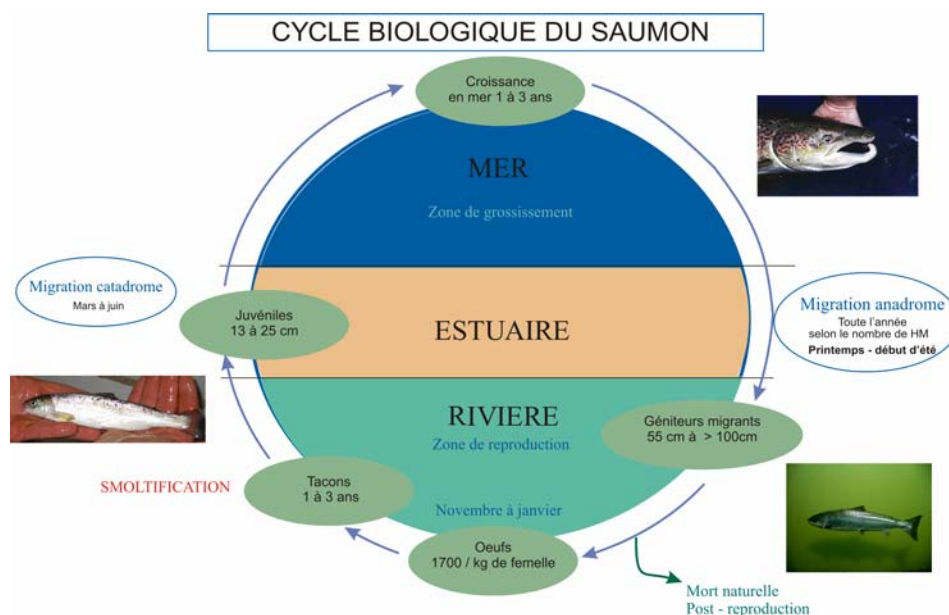 CYCLE BIOLOGIQUE DU SAUMON
Croissance
en mer 1 à 3 ans
MER
Zone de grossissement
Migration catadrome
Mars à juin
Juvéniles
13 à 25 cm
ESTUAIRE
Migration anadrome
Toute l'année
selon le nombre de HM
Printemps - début d'été
RIVIERE
Zone de reproduction
Géniteurs migrants
55 cm à > 100cm
SMOLTIFICATION
Tacons
1 à 3 ans
Novembre à janvier
Oeufs
1700 / kg de femelle
Mort naturelle
Post - reproduction